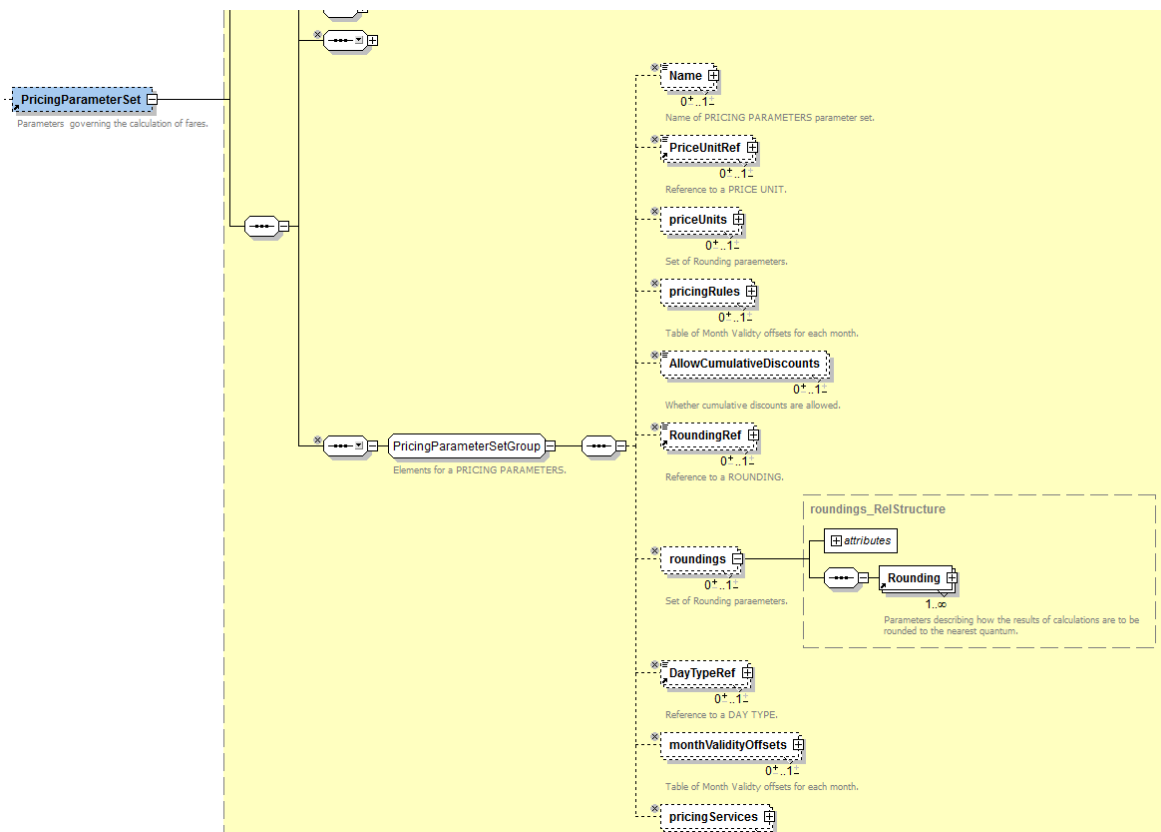 PricingParameterSet
Parameters governing the calculation of fares.
Name
0..1
Name of PRICING PARAMETERS parameter set.
PriceUnitRef
0..1
Reference to a PRICE UNIT.
priceUnits
0..1
Set of Rounding paraemeters.
pricingRules
0..1
Table of Month Validty offsets for each month.
AllowCumulativeDiscounts
0..1
Whether cumulative discounts are allowed.
PricingParameterSetGroup
Elements for a PRICING PARAMETERS.
RoundingRef
0..1
Reference to a ROUNDING.
roundings
0..1
Set of Rounding paraemeters.
roundings_RelStructure
attributes
Rounding
1..∞
Parameters describing how the results of calculations are to be
rounded to the nearest quantum.
DayTypeRef
0..1
Reference to a DAY TYPE.
monthValidityOffsets
0..1
Table of Month Validty offsets for each month.
pricingServices